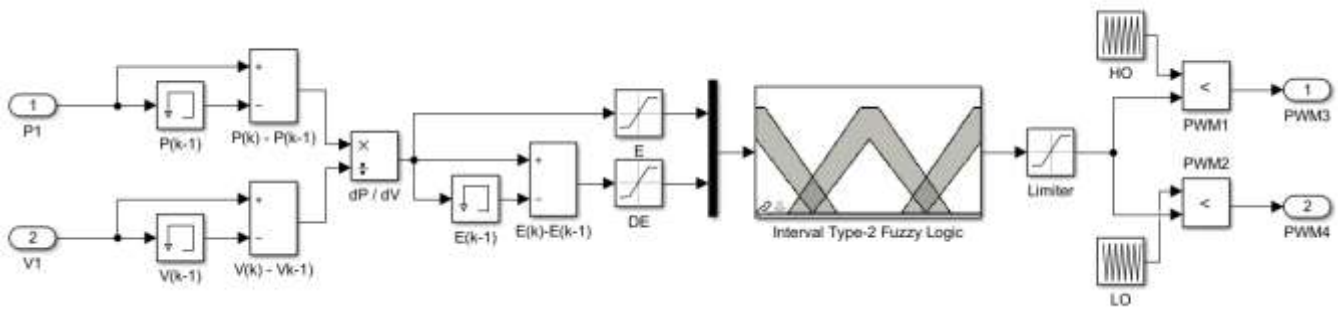 1
P1
P(k-1)
+
−
P(k) - P(k-1)
2
V1
V(k-1)
+
−
V(k) - Vk-1)
×
÷
dP / dV
E(k-1)
+
−
E(k)-E(k-1)
E
DE
Interval Type-2 Fuzzy Logic
Limiter
HO
<
PWM1
1
PWM3
PWM2
<
2
PWM4
LO